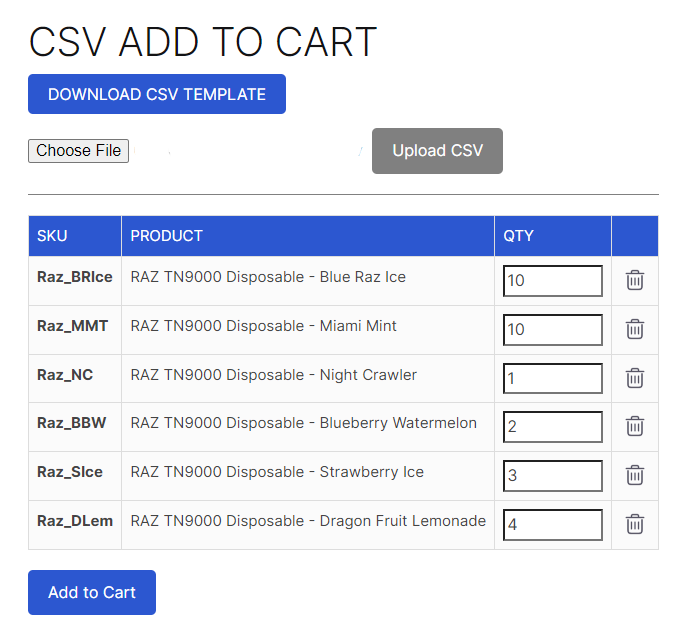 CSV ADD TO CART
DOWNLOAD CSV TEMPLATE
Choose File Upload CSV
SKU PRODUCT QTY
Raz_BRIce RAZ TN9000 Disposable - Blue Raz Ice 10
Raz_MMT RAZ TN9000 Disposable - Miami Mint 10
Raz_NC RAZ TN9000 Disposable - Night Crawler 1
Raz_BBW RAZ TN9000 Disposable - Blueberry Watermelon 2
Raz_SIce RAZ TN9000 Disposable - Strawberry Ice 3
Raz_DLem RAZ TN9000 Disposable - Dragon Fruit Lemonade 4
Add to Cart